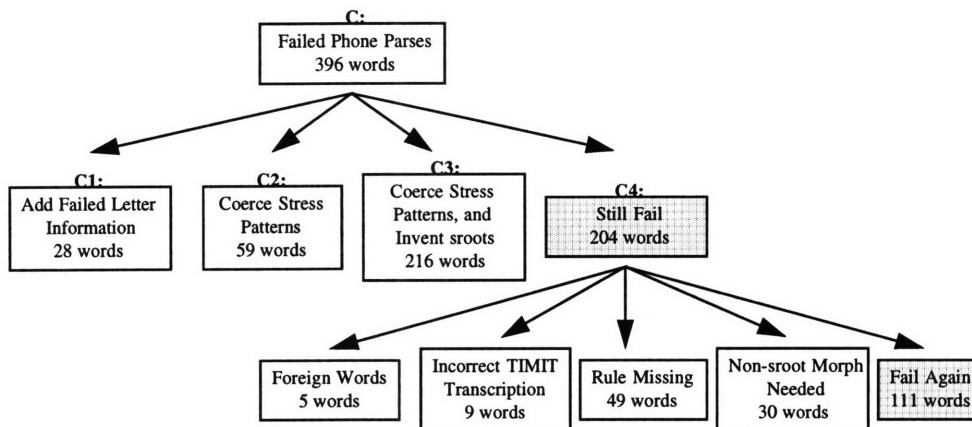 C:
Failed Phone Parses
396 words
C1:
Add Failed Letter
Information
28 words
C2:
Coerce Stress
Patterns
59 words
C3:
Coerce Stress
Patterns, and
Invent sroots
216 words
C4:
Still Fail
204 words
Foreign Words
5 words
Incorrect TIMIT
Transcription
9 words
Rule Missing
49 words
Non-sroot Morph
Needed
30 words
Fail Again
111 words